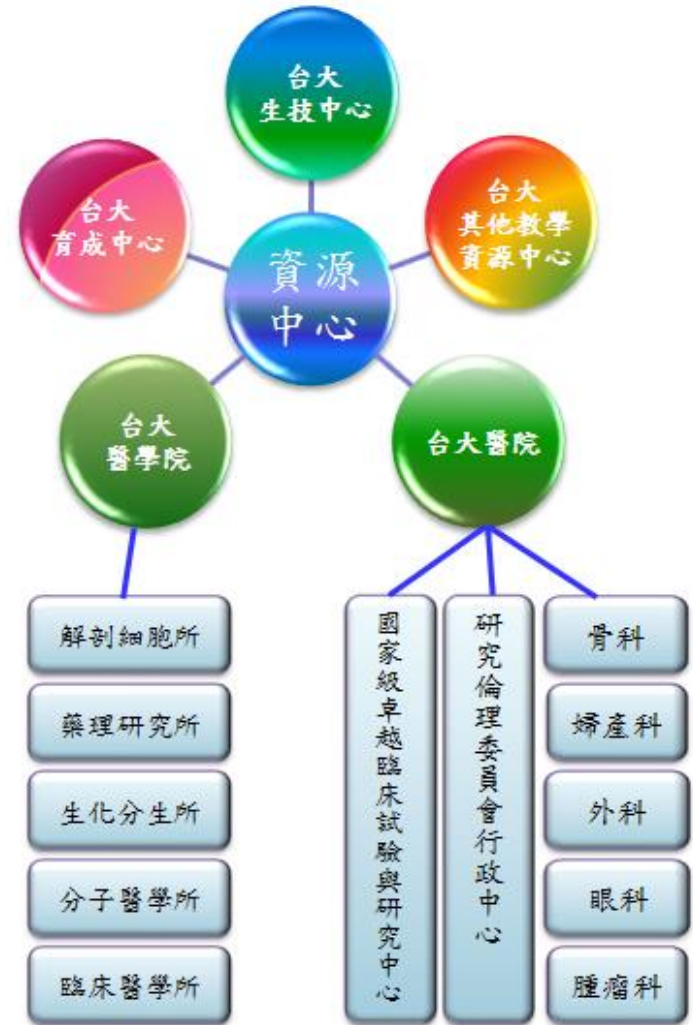 台大
生技中心
台大
育成中心
台大
其他教學
資源中心
資源
中心
台大
醫學院
台大醫院
解剖細胞所
藥理研究所
生化分生所
分子醫學所
臨床醫學所
國家級卓越臨床試驗與研究中心
研究倫理委員會行政中心
骨科
婦產科
外科
眼科
腫瘤科